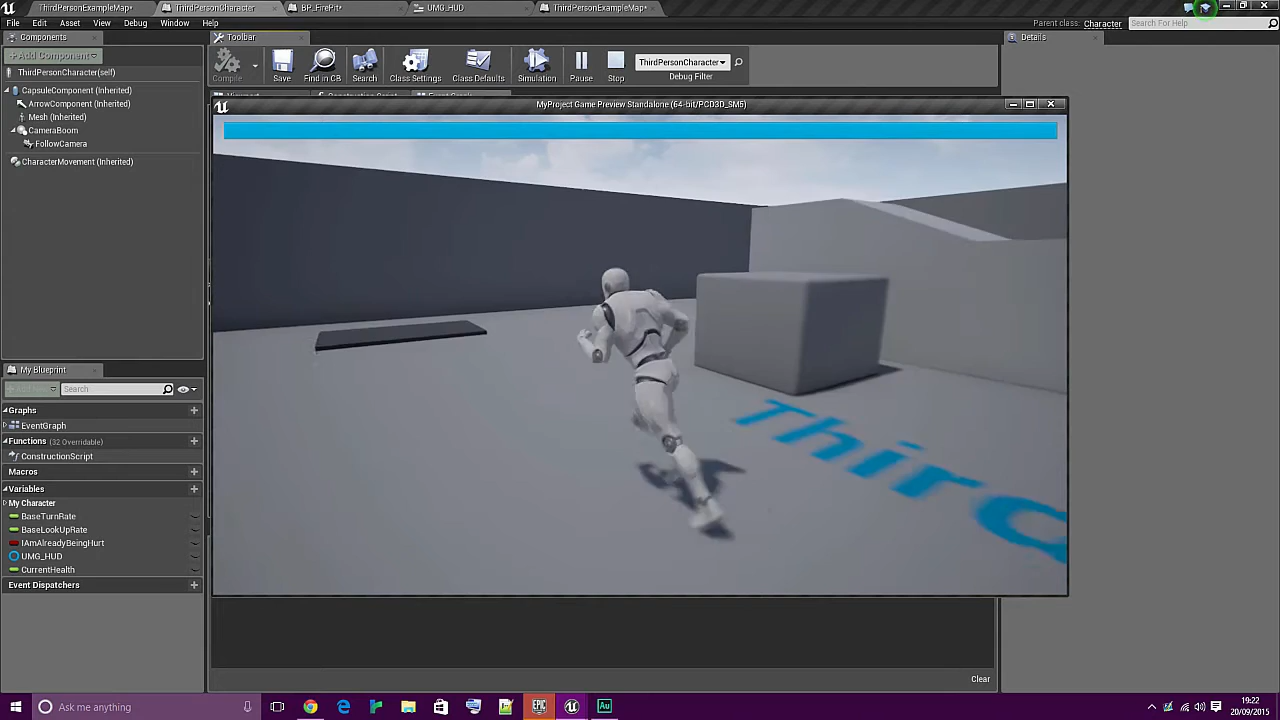 ThirdPersonExampleMap*
ThirdPersonCharacter
BP_FirePit*
UMG_HUD
ThirdPersonExampleMap*
File Edit Asset View Debug Window Help
Parent class: Character
Search For Help
Components
Toolbar
Details
Add Component
ThirdPersonCharacter(self)
CapsuleComponent (Inherited)
ArrowComponent (Inherited)
Mesh (Inherited)
CameraBoom
FollowCamera
CharacterMovement (Inherited)
Compile
Save
Find in CB
Search
Class Settings
Class Defaults
Simulation
Pause
Stop
ThirdPersonCharacter
Debug Filter
MyProject Game Preview Standalone (64-bit/PCD3D_SM5)
Third
My Blueprint
Search
Graphs
EventGraph
Functions (32 Overridable)
ConstructionScript
Macros
Variables
My Character
BaseTurnRate
BaseLookUpRate
IAmAlreadyBeingHurt
UMG_HUD
CurrentHealth
Event Dispatchers
Clear
Ask me anything
EPIC
Au
19:22
20/09/2015